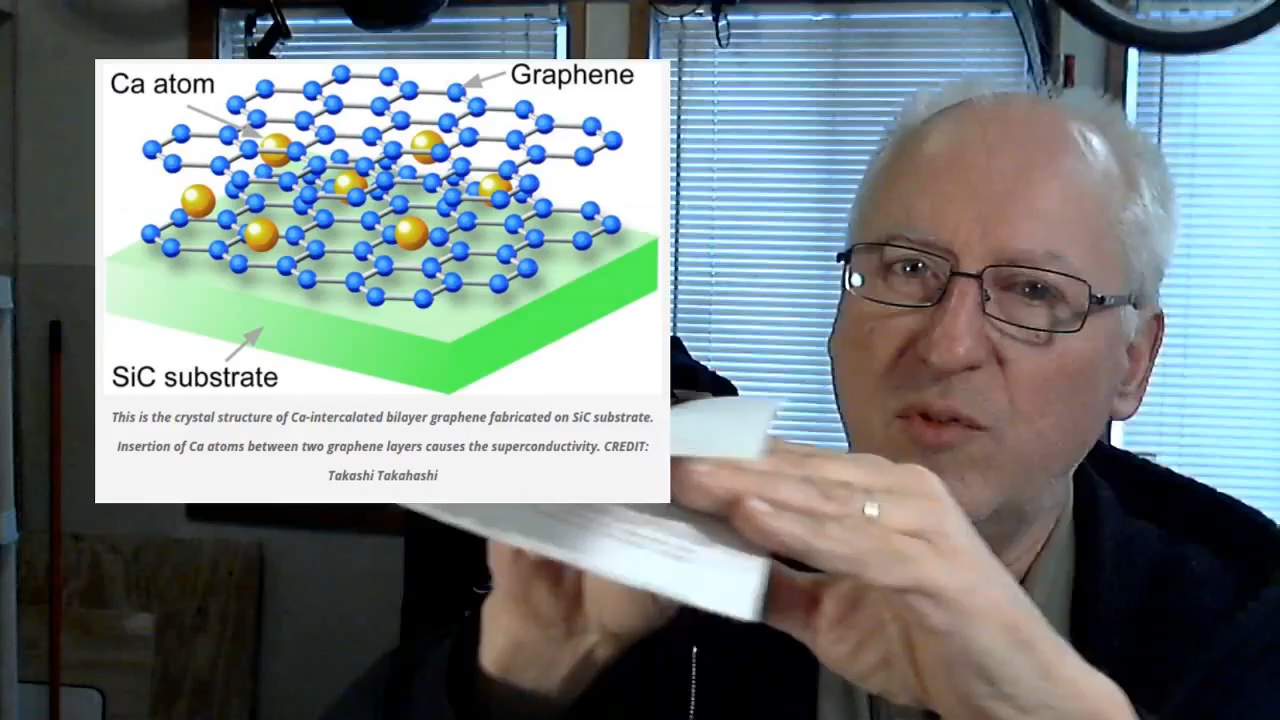 Ca atom
Graphene
SiC substrate
This is the crystal structure of Ca-intercalated bilayer graphene fabricated on SiC substrate.
Insertion of Ca atoms between two graphene layers causes the superconductivity. CREDIT:
Takashi Takahashi